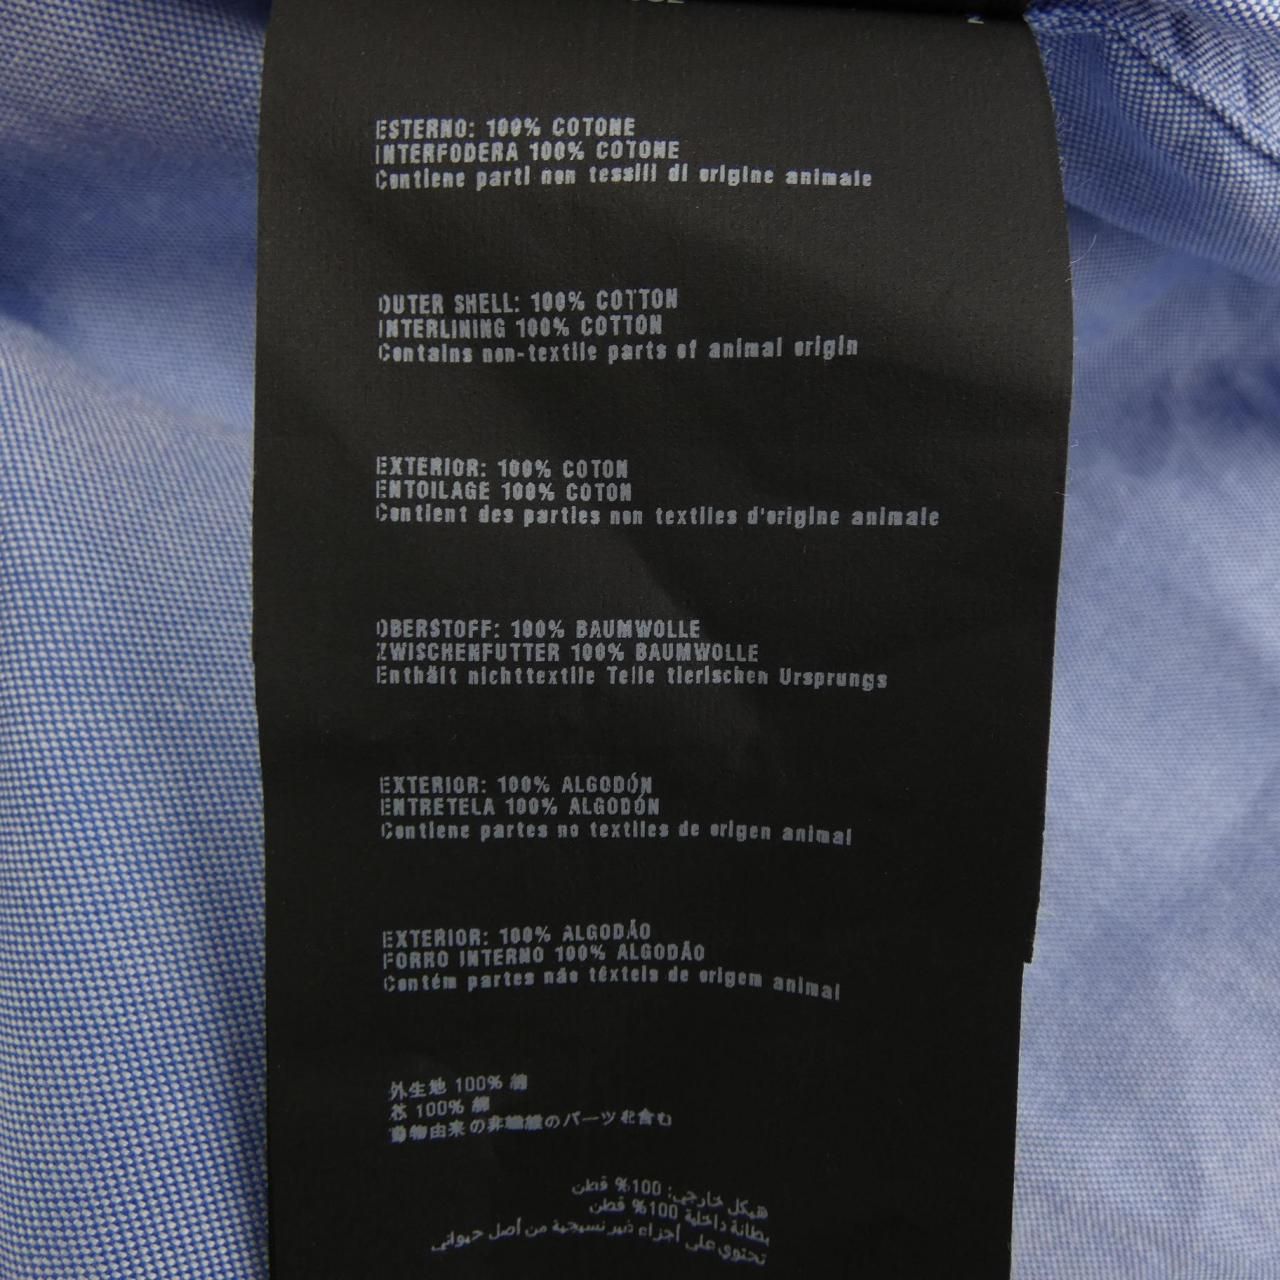 ESTERNO: 100% COTONE
INTERFODERA 100% COTONE
Contiene parti non tessili di origine animale
OUTER SHELL: 100% COTTON
INTERLINING 100% COTTON
Contains non-textile parts of animal origin
EXTERIOR: 100% COTON
ENTOILAGE 100% COTON
Contient des parties non textiles d'origine animale
OBERSTOFF: 100% BAUMWOLLE
ZWISCHENFUTTER 100% BAUMWOLLE
Enthält nichttextile Teile tierischen Ursprungs
EXTERIOR: 100% ALGODÓN
ENTRETELA 100% ALGODÓN
Contiene partes no textiles de origen animal
EXTERIOR: 100% ALGODÃO
FORRO INTERNO 100% ALGODÃO
Contém partes não têxteis de origem animal
外生地 100% 綿
芯 100% 綿
動物由来の非繊維のパーツを含む
هيكل خارجي: 100% قطن
بطانة داخلية 100% قطن
تحتوي على أجزاء غير نسيجية من أصل حيواني